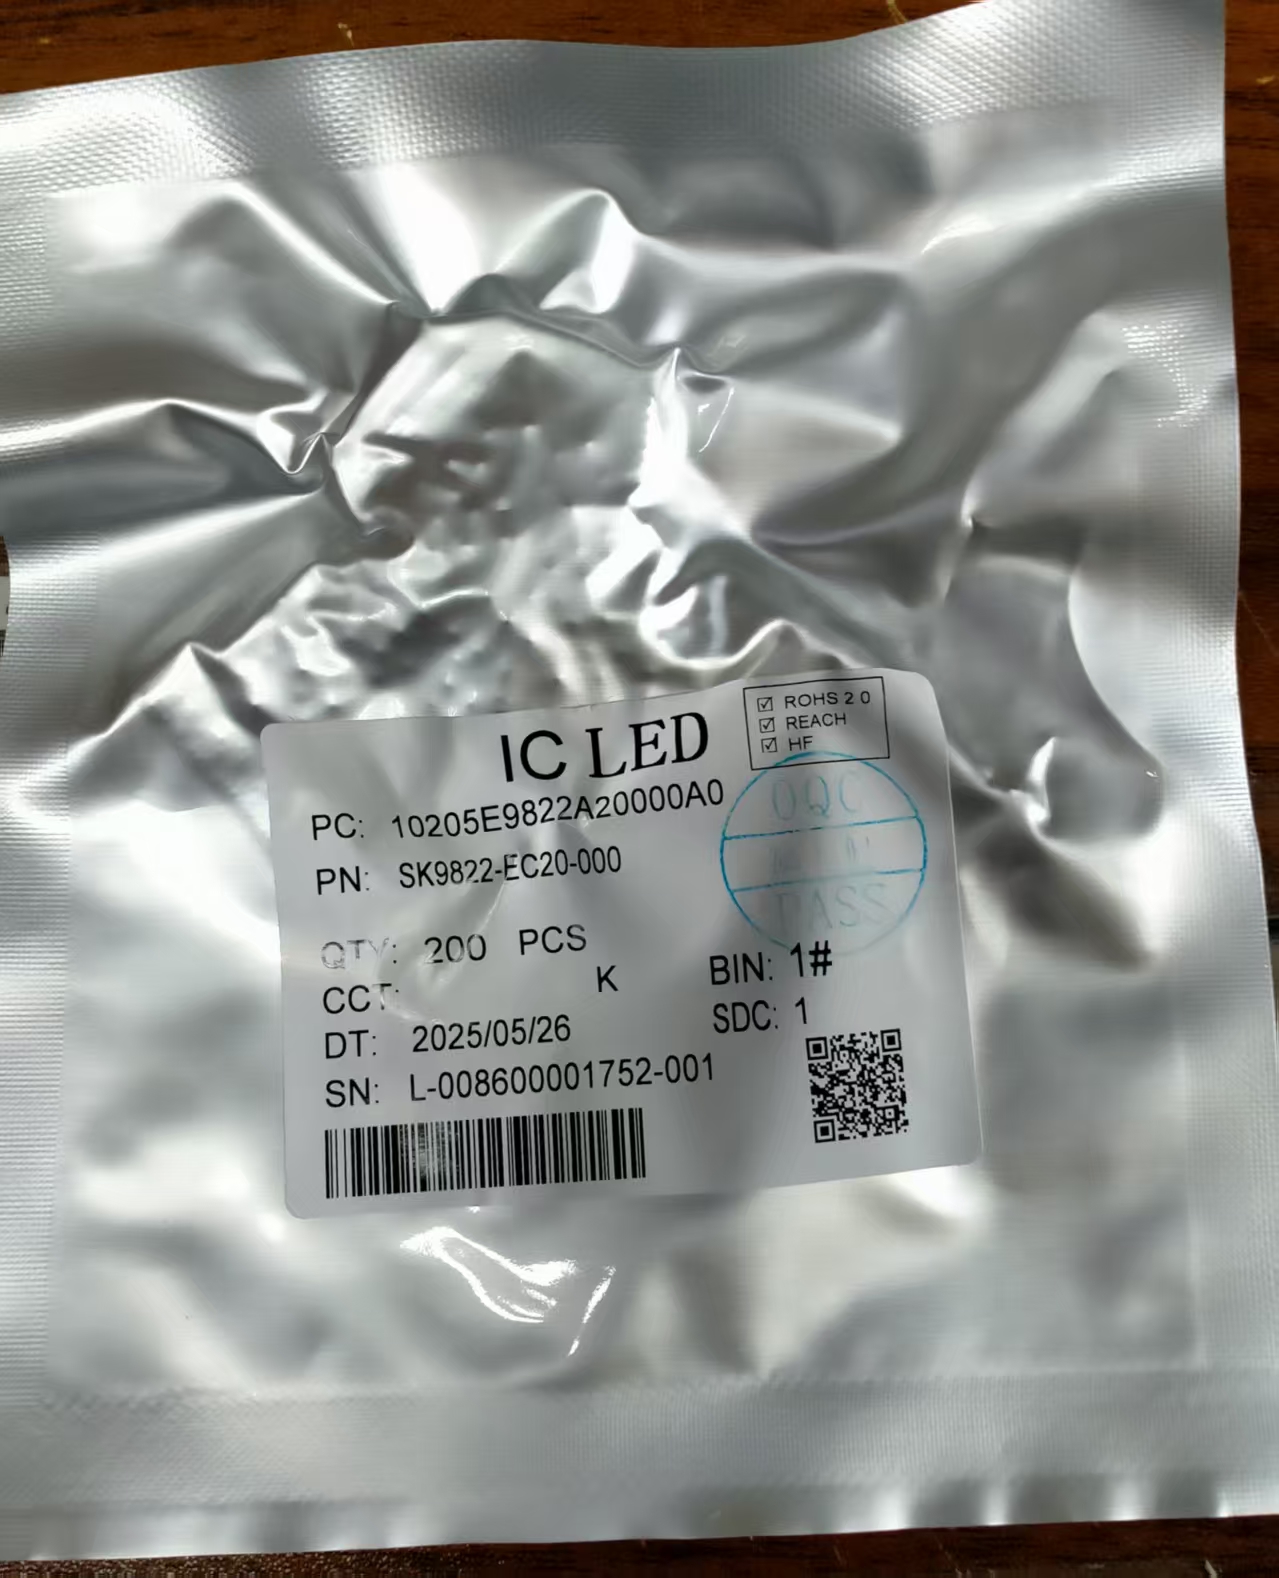 IC LED
☑ ROHS 2 0
☑ REACH
☑ HF
PC: 10205E9822A20000A0
PN: SK9822-EC20-000
OQC
PASS
QTY: 200 PCS
CCT: K
BIN: 1#
DT: 2025/05/26
SDC: 1
SN: L-008600001752-001